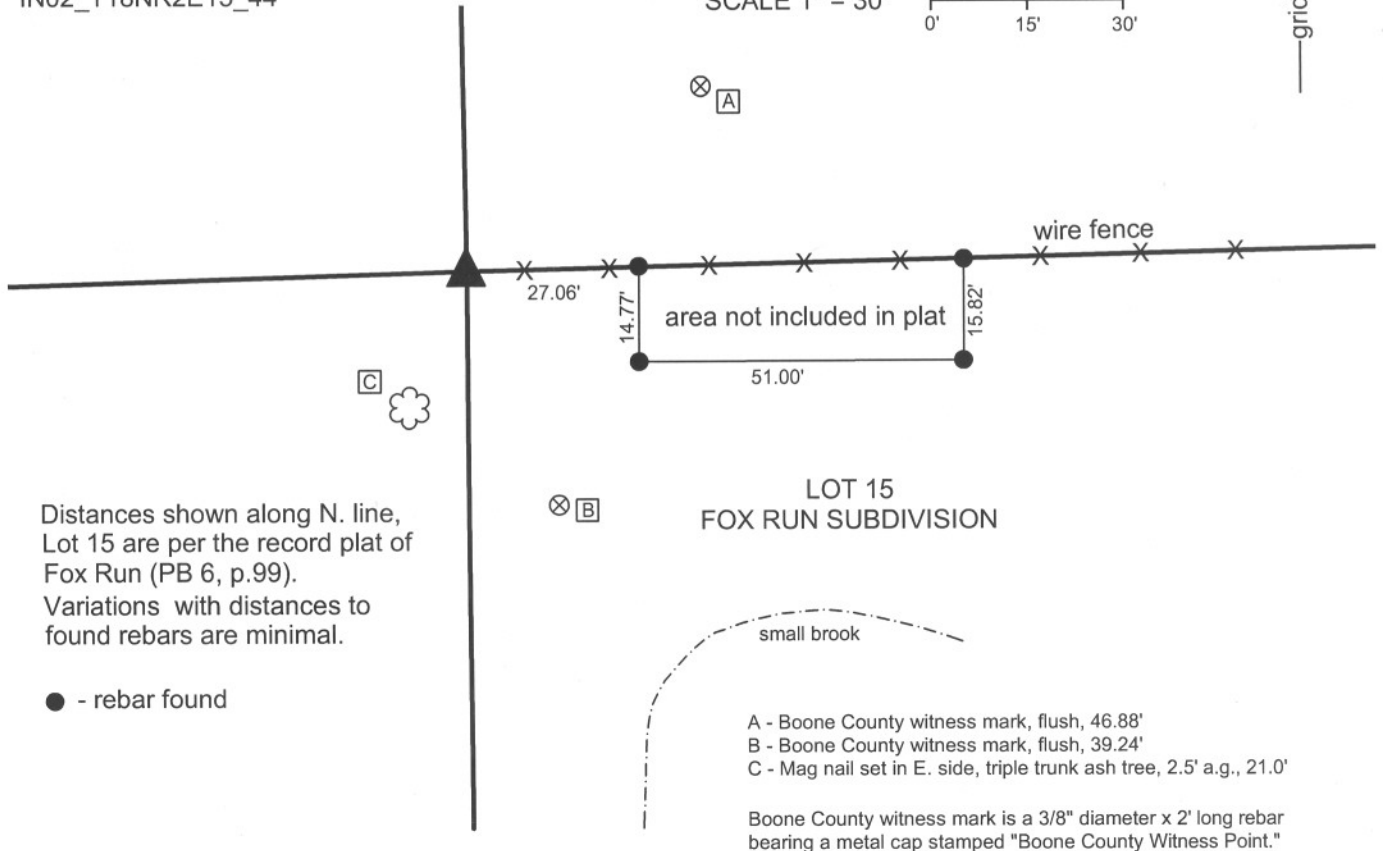 SCALE 1" = 30'
0' 15' 30'
A
wire fence
27.06'
14.77'
area not included in plat
15.82'
51.00'
C
B
LOT 15
FOX RUN SUBDIVISION
Distances shown along N. line,
Lot 15 are per the record plat of
Fox Run (PB 6, p.99).
Variations with distances to
found rebars are minimal.
small brook
- rebar found
A - Boone County witness mark, flush, 46.88'
B - Boone County witness mark, flush, 39.24'
C - Mag nail set in E. side, triple trunk ash tree, 2.5' a.g., 21.0'
Boone County witness mark is a 3/8" diameter x 2' long rebar
bearing a metal cap stamped "Boone County Witness Point."